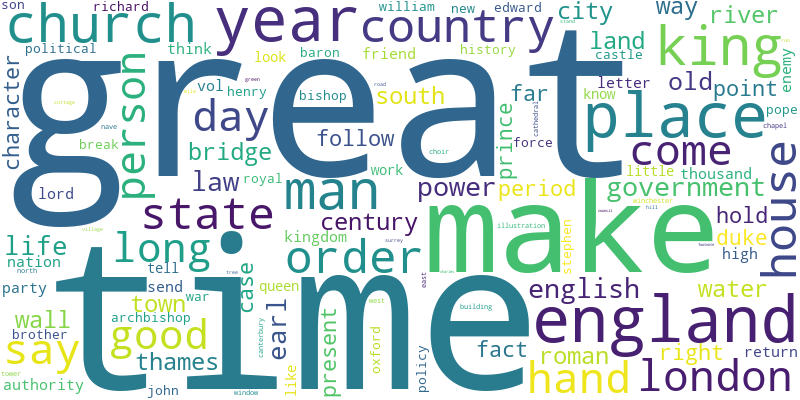 son richard william new edward city way
church year country river
political think baron friend history land king
look castle
great
character person vol henry bishop south far letter old point enemy
day know place pope
break nave follow prince force cathedral chapel
bridge choir work
lord law royal man power period come little thousand
government house
state century winchester hold
life long order kingdom make illustration stephen duke high
nation village surrey hill
north tell case queen english water
party send tree time east
town war earl building
wall archbishop present west england
brother good canterbury fact roman right return
say thames like oxford policy
tower hand london
authority john window